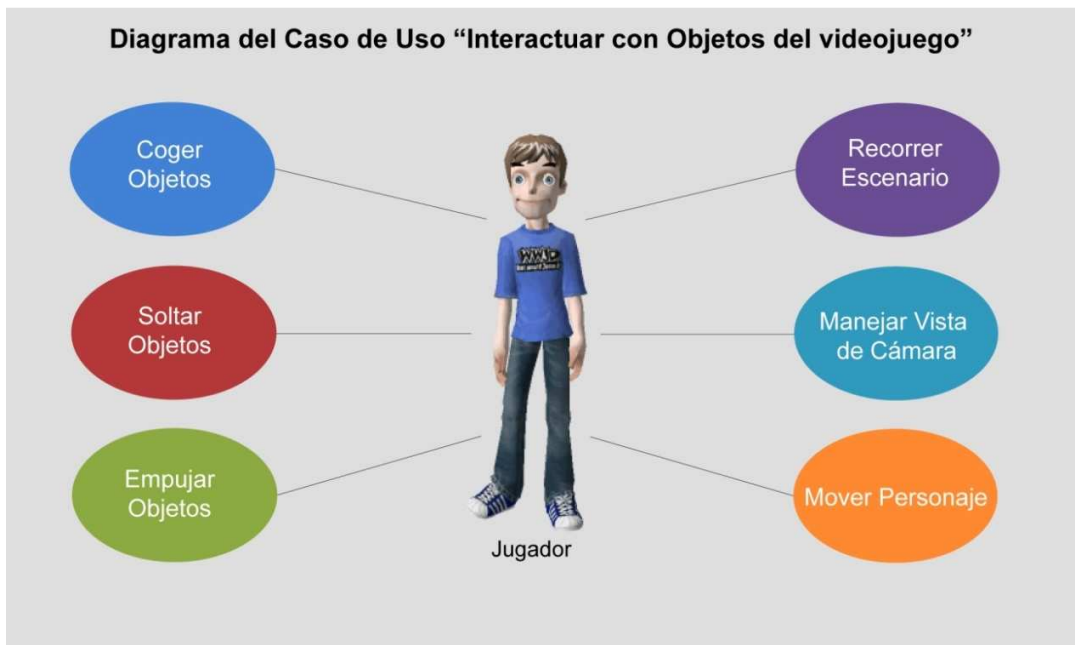 Diagrama del Caso de Uso “Interactuar con Objetos del videojuego”
Coger
Objetos
Soltar
Objetos
Empujar
Objetos
WWJD
Jugador
Recorrer
Escenario
Manejar Vista
de Cámara
Mover Personaje